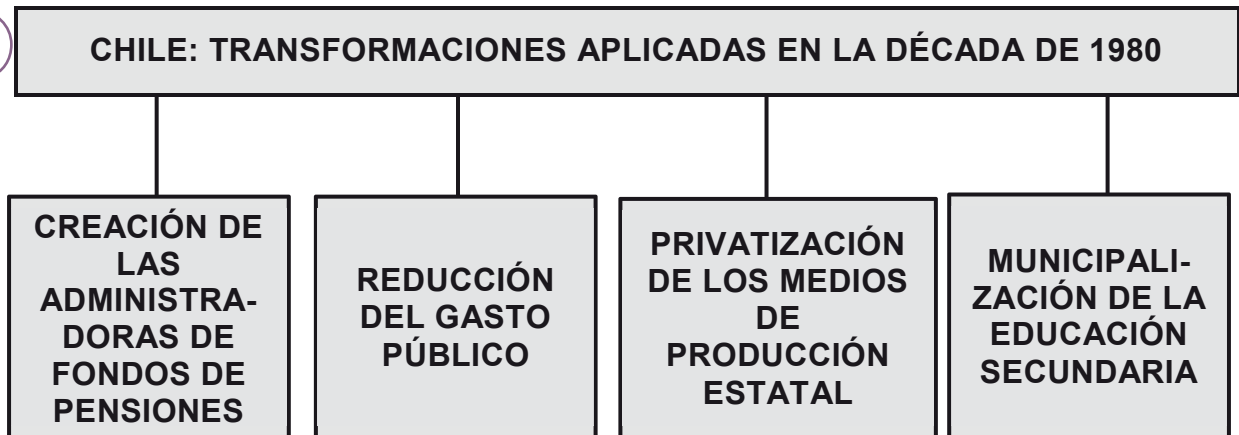 CHILE: TRANSFORMACIONES APLICADAS EN LA DÉCADA DE 1980
CREACIÓN DE
LAS
ADMINISTRA-
DORAS DE
FONDOS DE
PENSIONES
REDUCCIÓN
DEL GASTO
PÚBLICO
PRIVATIZACIÓN
DE LOS MEDIOS
DE
PRODUCCIÓN
ESTATAL
MUNICIPALI-
ZACIÓN DE LA
EDUCACIÓN
SECUNDARIA